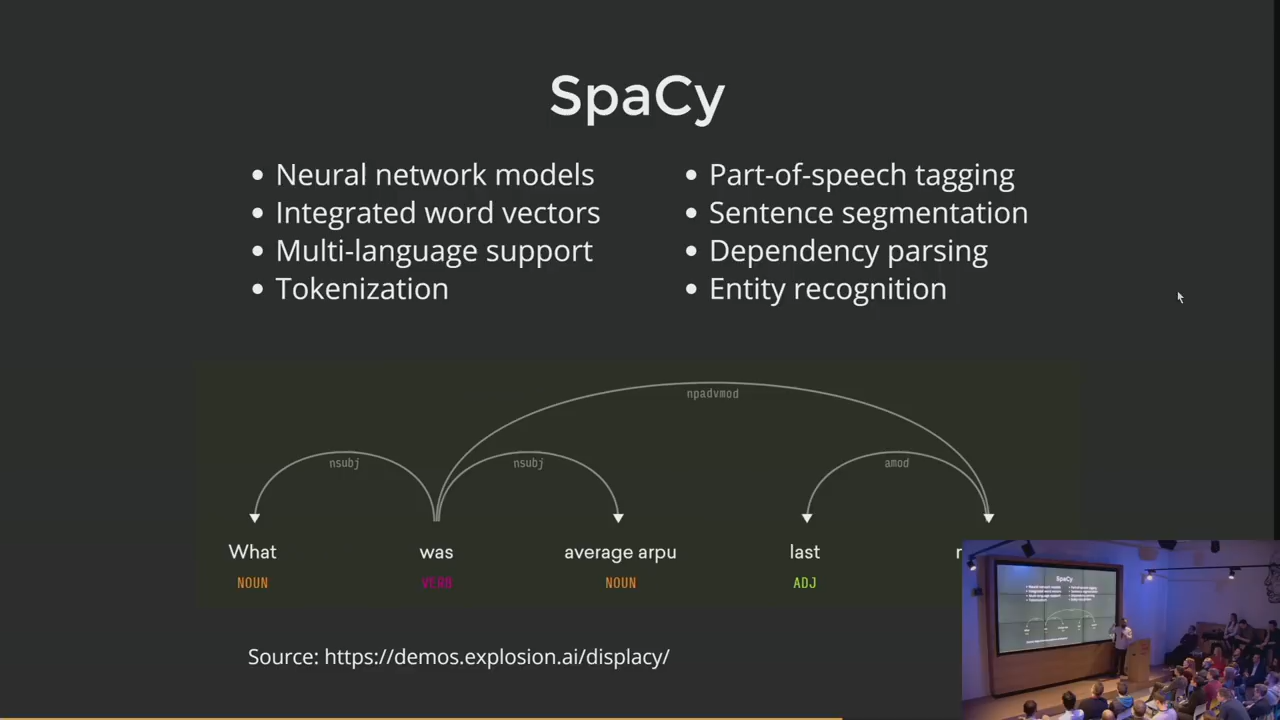 SpaCy
Neural network models
Integrated word vectors
Multi-language support
Tokenization
Part-of-speech tagging
Sentence segmentation
Dependency parsing
Entity recognition
npadvmod
nsubj nsubj amod
What was average arpu last
NOUN VERB NOUN ADJ
Source: https://demos.explosion.ai/displacy/
SpaCy